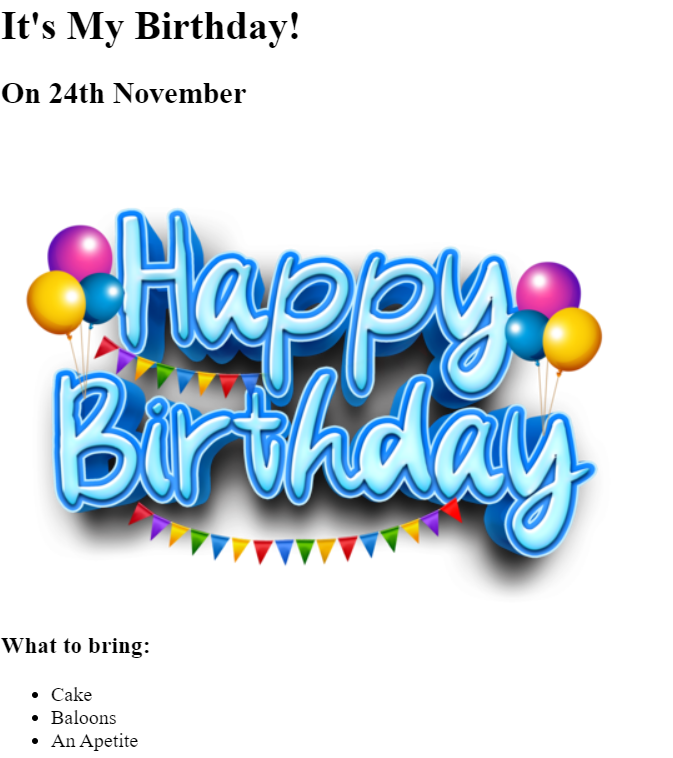 It's My Birthday!
On 24th November
Happy
Birthday
What to bring:
Cake
Baloons
An Apetite